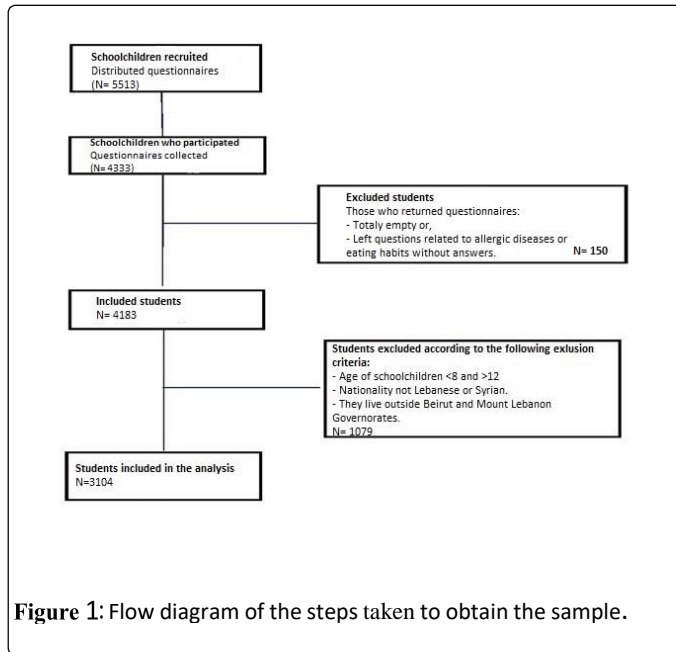 Schoolchildren recruited
Distributed questionnaires
(N= 5513)
Schoolchildren who participated
Questionnaires collected
(N= 4333)
Excluded students
Those who returned questionnaires:
- Totaly empty or,
- Left questions related to allergic diseases or
eating habits without answers. N= 150
Included students
N= 4183
Students excluded according to the following exlusion
criteria:
- Age of schoolchildren <8 and >12
- Nationality not Lebanese or Syrian.
- They live outside Beirut and Mount Lebanon
Governorates.
N= 1079
Students included in the analysis
N=3104
Figure 1: Flow diagram of the steps taken to obtain the sample.